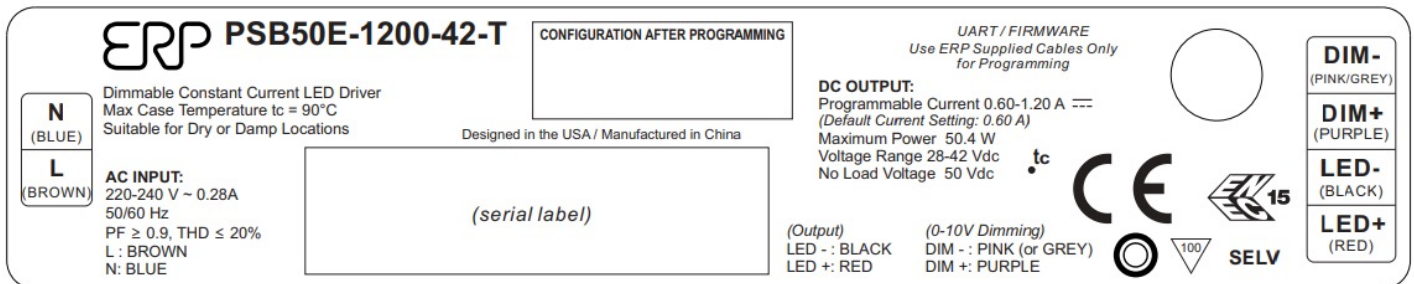 ERP PSB50E-1200-42-T
Dimmable Constant Current LED Driver
Max Case Temperature tc = 90°C
Suitable for Dry or Damp Locations
N
(BLUE)
L
(BROWN)
AC INPUT:
220-240 V ~ 0.28A
50/60 Hz
PF ≥ 0.9, THD ≤ 20%
L : BROWN
N: BLUE
CONFIGURATION AFTER PROGRAMMING
Designed in the USA / Manufactured in China
(serial label)
UART / FIRMWARE
Use ERP Supplied Cables Only
for Programming
DC OUTPUT:
Programmable Current 0.60-1.20 A ⎓
(Default Current Setting: 0.60 A)
Maximum Power 50.4 W
Voltage Range 28-42 Vdc
No Load Voltage 50 Vdc
tc
(Output)
LED - : BLACK
LED +: RED
(0-10V Dimming)
DIM - : PINK (or GREY)
DIM +: PURPLE
CE
ENEC 15
100
SELV
DIM-
(PINK/GREY)
DIM+
(PURPLE)
LED-
(BLACK)
LED+
(RED)